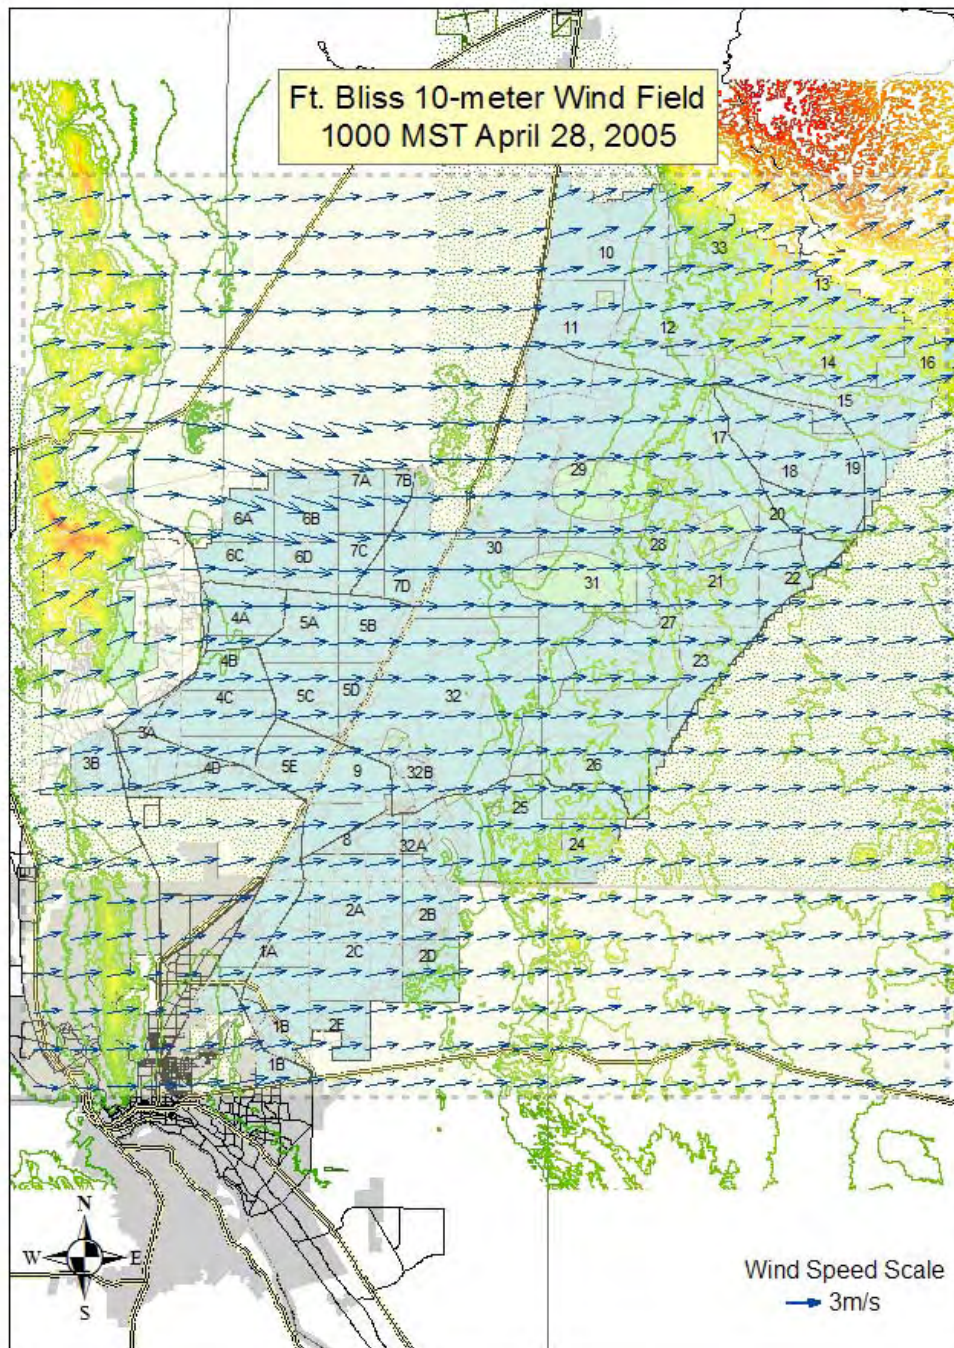 Ft. Bliss 10-meter Wind Field
1000 MST April 28, 2005
10
33
13
11
12
14
16
15
17
29
18
19
7A
7B
20
6A
6B
30
28
6C
6D
7C
31
21
22
7D
4A
5A
5B
27
4B
23
4C
5C
5D
32
3A
3B
4D
5E
9
32B
26
25
8
32A
24
2A
2B
1A
2C
2D
1B
2E
1B
N
W
E
S
Wind Speed Scale
3m/s